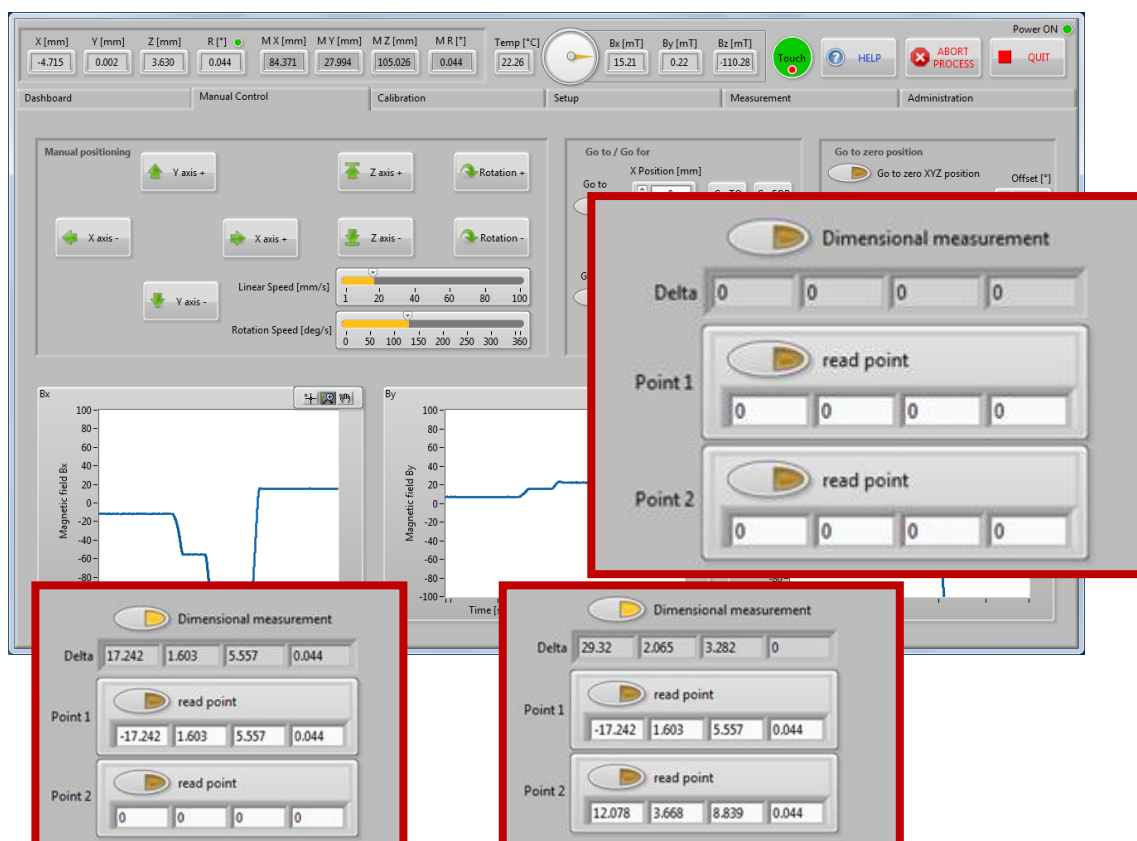 Power ON
X [mm] Y [mm] Z [mm] R [°] M X [mm] M Y [mm] M Z [mm] M R [°] Temp [°C] Bx [mT] By [mT] Bz [mT]
-4.715 0.002 3.630 0.044 84.371 27.994 105.026 0.044 22.26 15.21 0.22 -110.28 Touch HELP ABORT PROCESS QUIT
Dashboard Manual Control Calibration Setup Measurement Administration
Manual positioning
Y axis + Z axis + Rotation +
X axis - X axis + Z axis - Rotation -
Y axis -
Linear Speed [mm/s]
1 20 40 60 80 100
Rotation Speed [deg/s]
0 50 100 150 200 250 300 360
Go to / Go for
X Position [mm]
Go to
Go to zero position
Go to zero XYZ position
Offset [°]
Dimensional measurement
Delta 0 0 0 0
read point
Point 1
0 0 0 0
read point
Point 2
0 0 0 0
Bx
100
80
60
40
20
0
-20
-40
-60
-80
Magnetic field Bx
By
100
80
60
40
20
0
-20
-40
-60
-80
-100
Magnetic field By
Dimensional measurement
Delta 17.242 1.603 5.557 0.044
read point
Point 1
-17.242 1.603 5.557 0.044
read point
Point 2
0 0 0 0
Dimensional measurement
Delta 29.32 2.065 3.282 0
read point
Point 1
-17.242 1.603 5.557 0.044
read point
Point 2
12.078 3.668 8.839 0.044